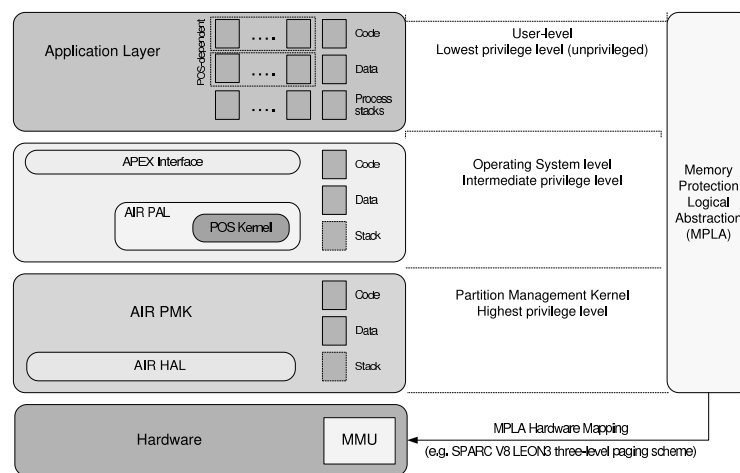 Application Layer
POS-dependent
....
Code
....
Data
....
Process
stacks
User-level
Lowest privilege level (unprivileged)
APEX Interface
AIR PAL
POS Kernel
Code
Data
Stack
Operating System level
Intermediate privilege level
Memory
Protection
Logical
Abstraction
(MPLA)
AIR PMK
AIR HAL
Code
Data
Stack
Partition Management Kernel
Highest privilege level
Hardware
MMU
MPLA Hardware Mapping
(e.g. SPARC V8 LEON3 three-level paging scheme)